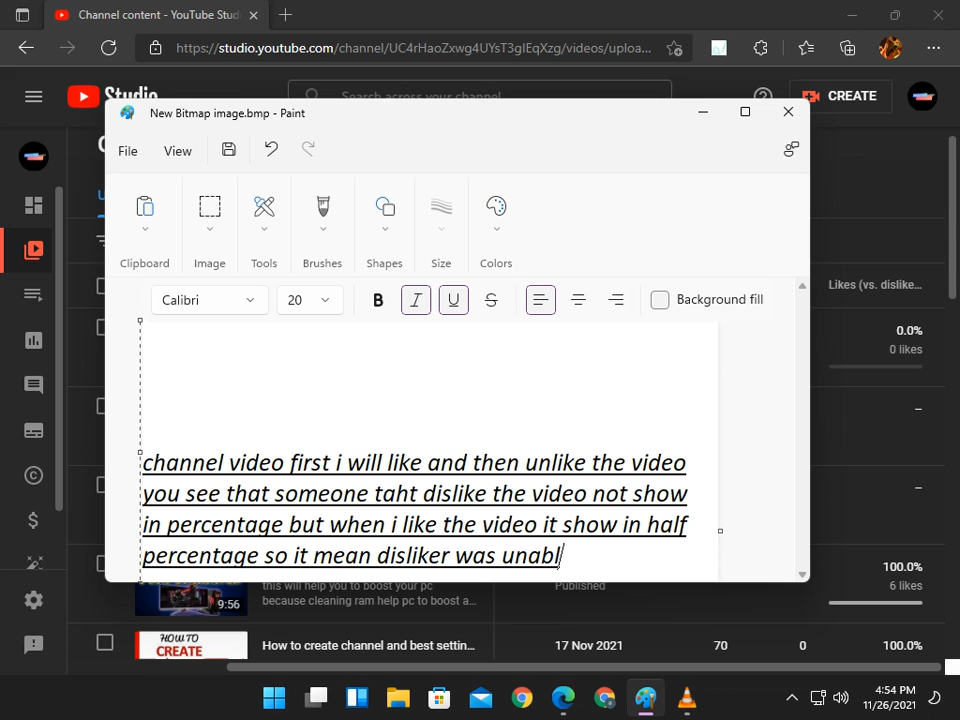 Channel content - YouTube Stud
https://studio.youtube.com/channel/UC4rHaoZxwg4UYsT3gIEqXzg/videos/uploa...
Studio
Search across your channel
CREATE
New Bitmap image.bmp - Paint
File
View
Clipboard
Image
Tools
Brushes
Shapes
Size
Colors
Calibri
20
B
I
U
Background fill
Likes (vs. dislike...
0.0%
0 likes
–
–
channel video first i will like and then unlike the video
you see that someone taht dislike the video not show
in percentage but when i like the video it show in half
percentage so it mean disliker was unabl
100.0%
this will help you to boost your pc
Published
6 likes
because cleaning ram help pc to boost a...
9:56
HOW TO
CREATE
How to create channel and best settin...
17 Nov 2021
70
0
100.0%
4:54 PM
11/26/2021